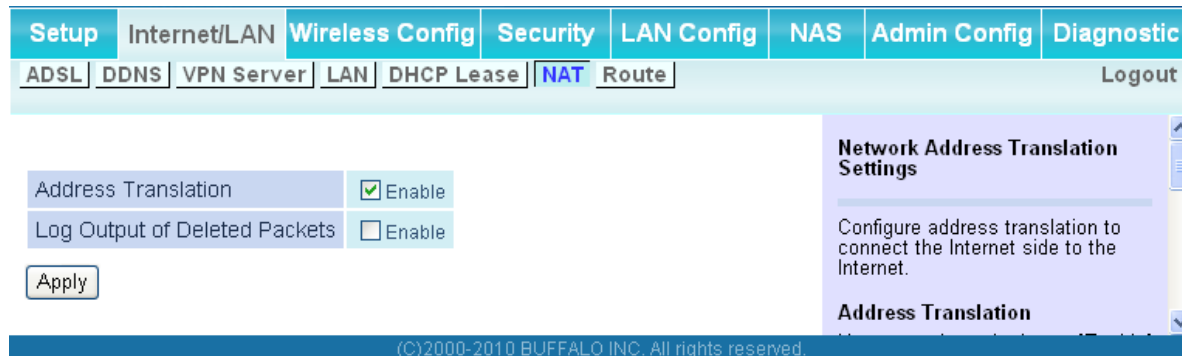 Setup Internet/LAN Wireless Config Security LAN Config NAS Admin Config Diagnostic
ADSL DDNS VPN Server LAN DHCP Lease NAT Route Logout
Address Translation Enable
Log Output of Deleted Packets Enable
Apply
Network Address Translation
Settings
Configure address translation to
connect the Internet side to the
Internet.
Address Translation
(C)2000-2010 BUFFALO INC. All rights reserved.